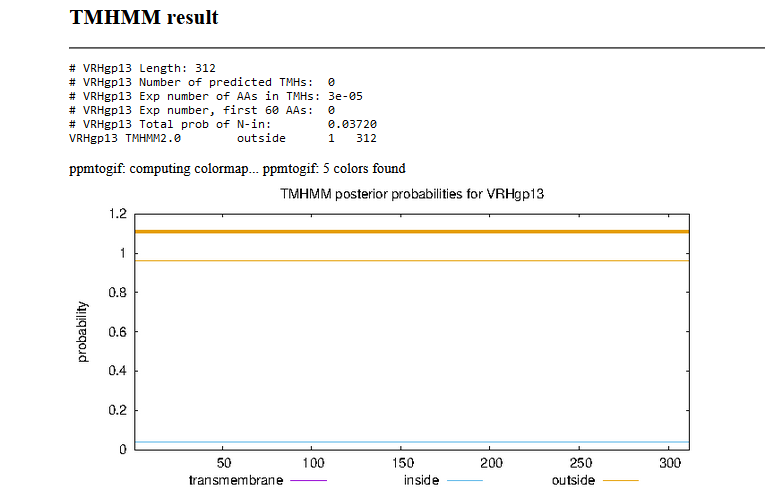 TMHMM result
# VRHgp13 Length: 312
# VRHgp13 Number of predicted TMHs:  0
# VRHgp13 Exp number of AAs in TMHs: 3e-05
# VRHgp13 Exp number, first 60 AAs:  0
# VRHgp13 Total prob of N-in:        0.03720
VRHgp13 TMHMM2.0        outside      1   312
ppmtogif: computing colormap... ppmtogif: 5 colors found
TMHMM posterior probabilities for VRHgp13
1.2
1
0.8
0.6
0.4
0.2
0
probability
50 100 150 200 250 300
transmembrane inside outside